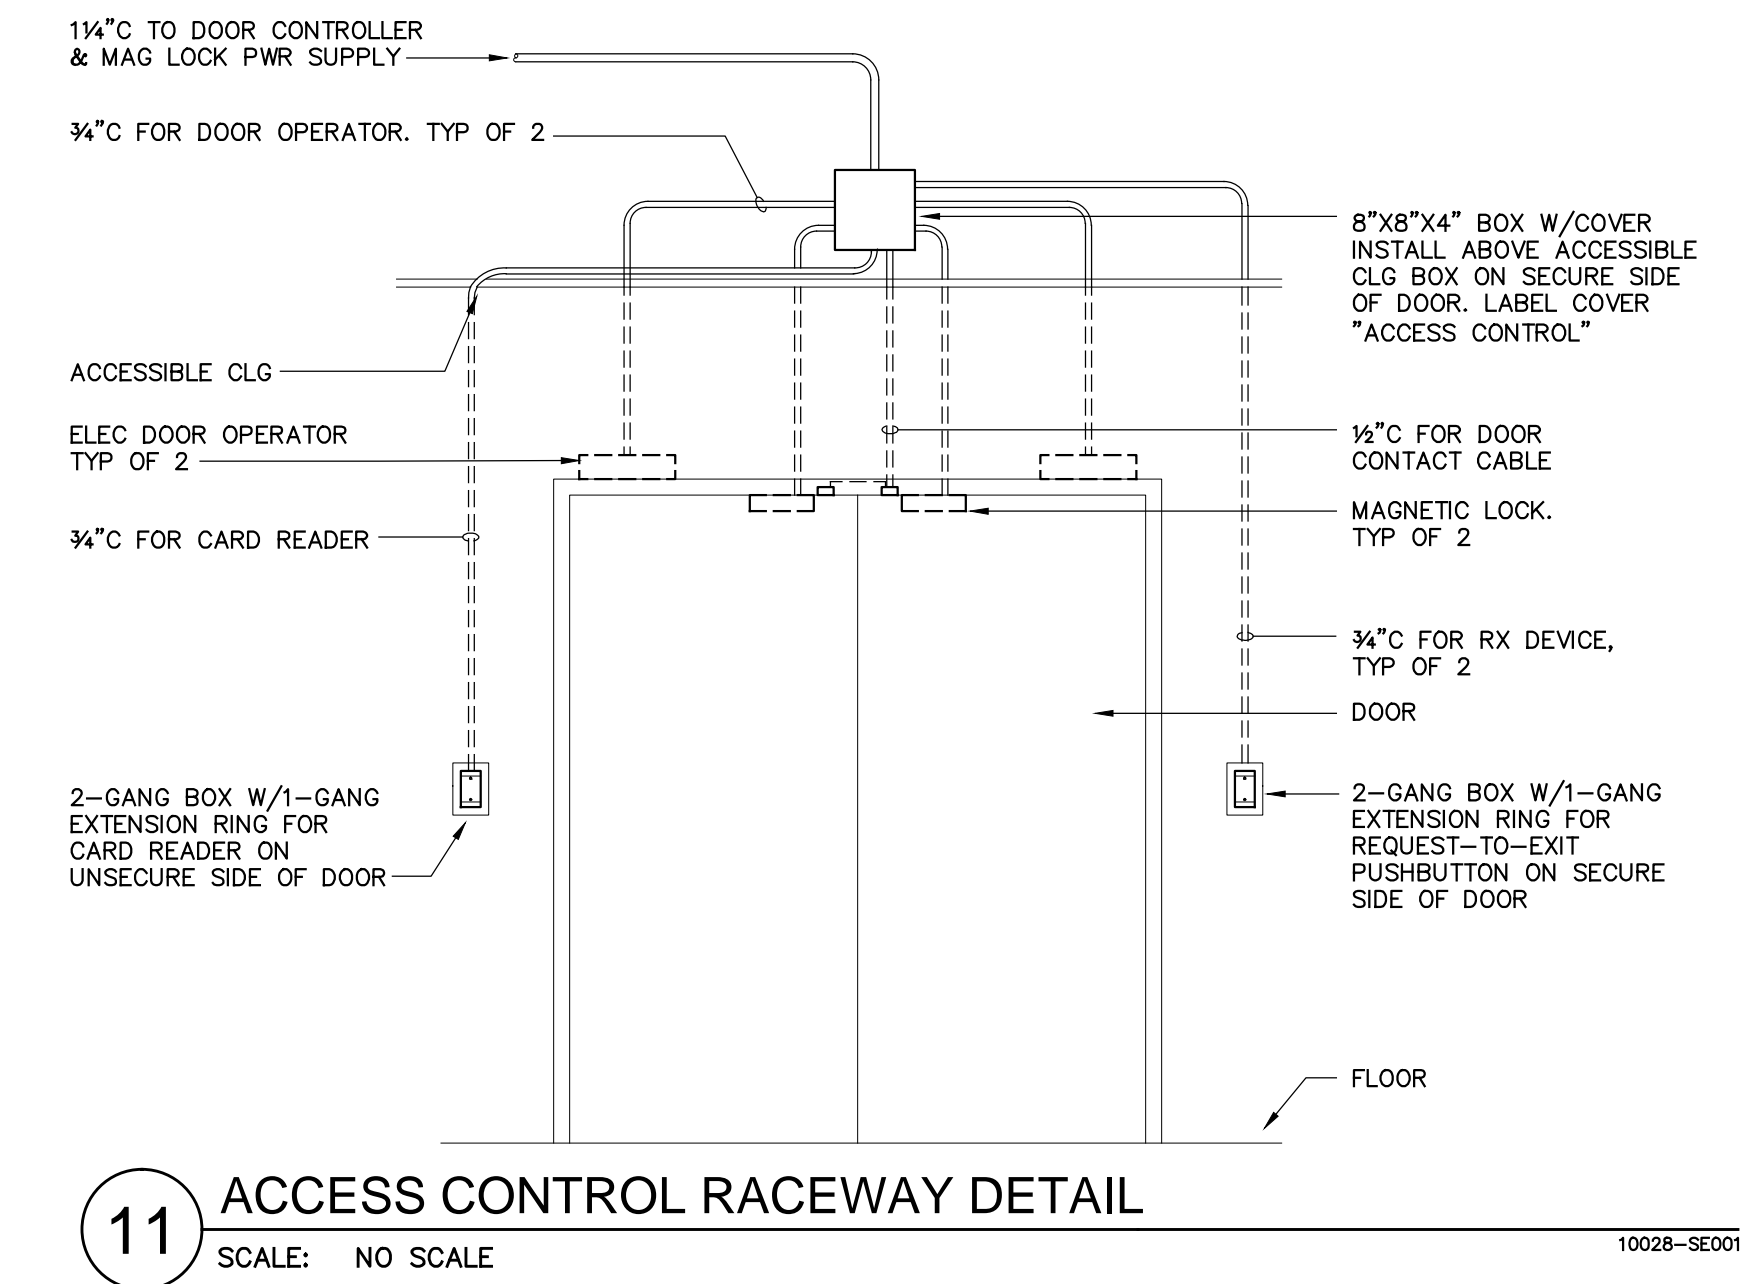 1¼"C TO DOOR CONTROLLER
& MAG LOCK PWR SUPPLY
¾"C FOR DOOR OPERATOR. TYP OF 2
8"X8"X4" BOX W/COVER
INSTALL ABOVE ACCESSIBLE
CLG BOX ON SECURE SIDE
OF DOOR. LABEL COVER
"ACCESS CONTROL"
ACCESSIBLE CLG
ELEC DOOR OPERATOR
TYP OF 2
½"C FOR DOOR
CONTACT CABLE
MAGNETIC LOCK.
TYP OF 2
¾"C FOR CARD READER
¾"C FOR RX DEVICE,
TYP OF 2
DOOR
2-GANG BOX W/1-GANG
EXTENSION RING FOR
CARD READER ON
UNSECURE SIDE OF DOOR
2-GANG BOX W/1-GANG
EXTENSION RING FOR
REQUEST-TO-EXIT
PUSHBUTTON ON SECURE
SIDE OF DOOR
FLOOR
11
ACCESS CONTROL RACEWAY DETAIL
SCALE: NO SCALE
10028-SE001